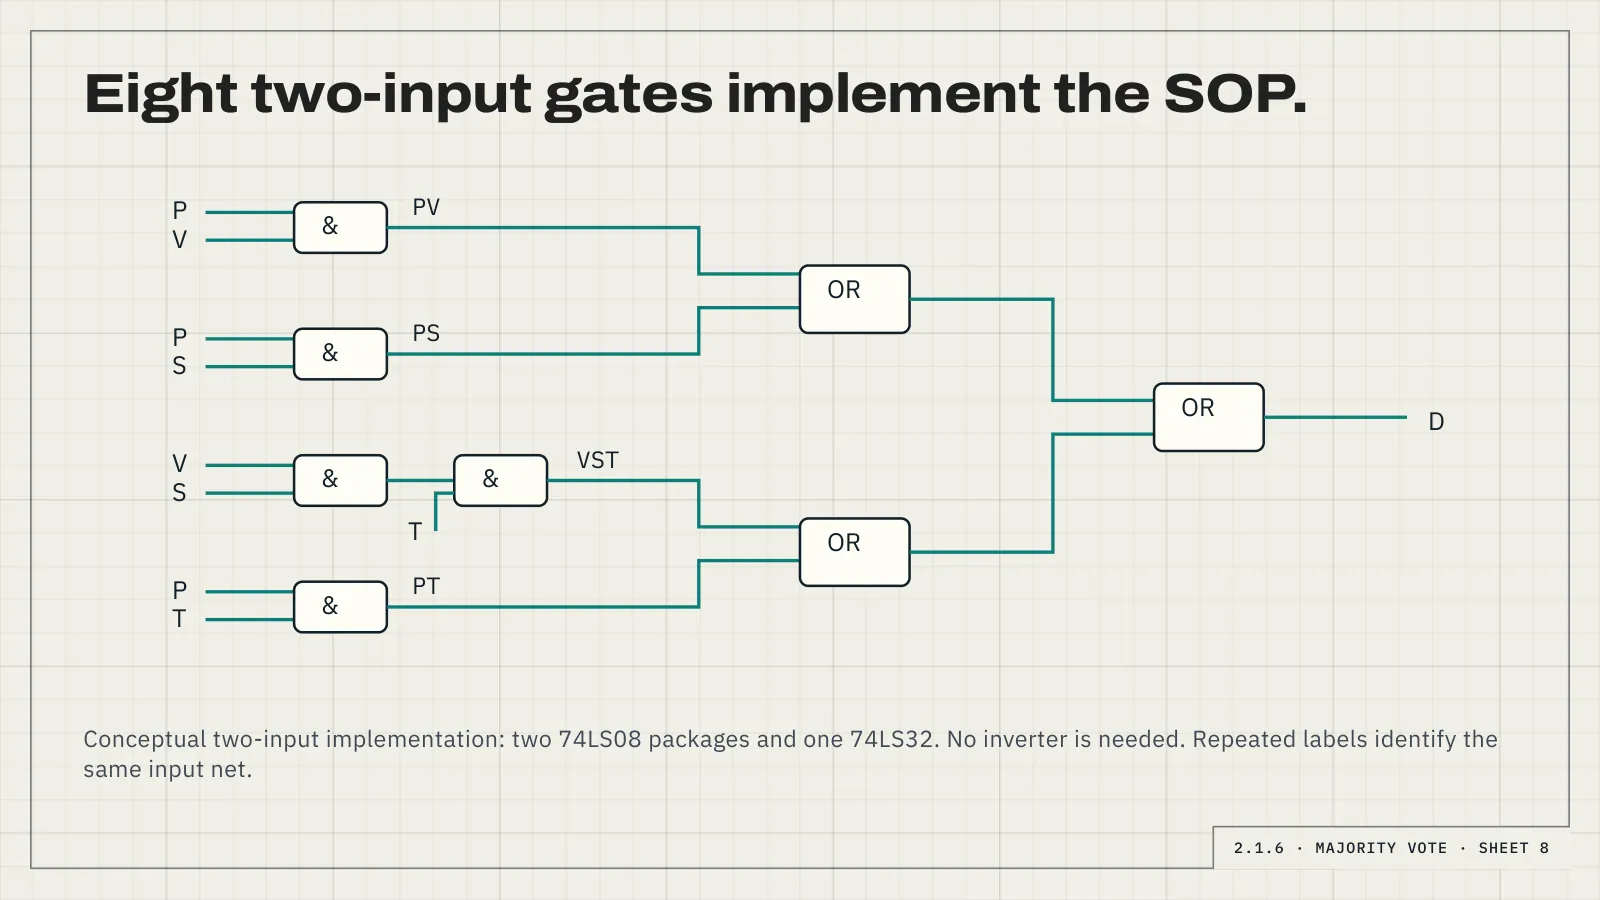 Eight two-input gates implement the SOP.
P
V
&
PV
OR
P
S
&
PS
OR
D
V
S
&
&
VST
T
OR
P
T
&
PT
Conceptual two-input implementation: two 74LS08 packages and one 74LS32. No inverter is needed. Repeated labels identify the
same input net.
2.1.6 · MAJORITY VOTE · SHEET 8